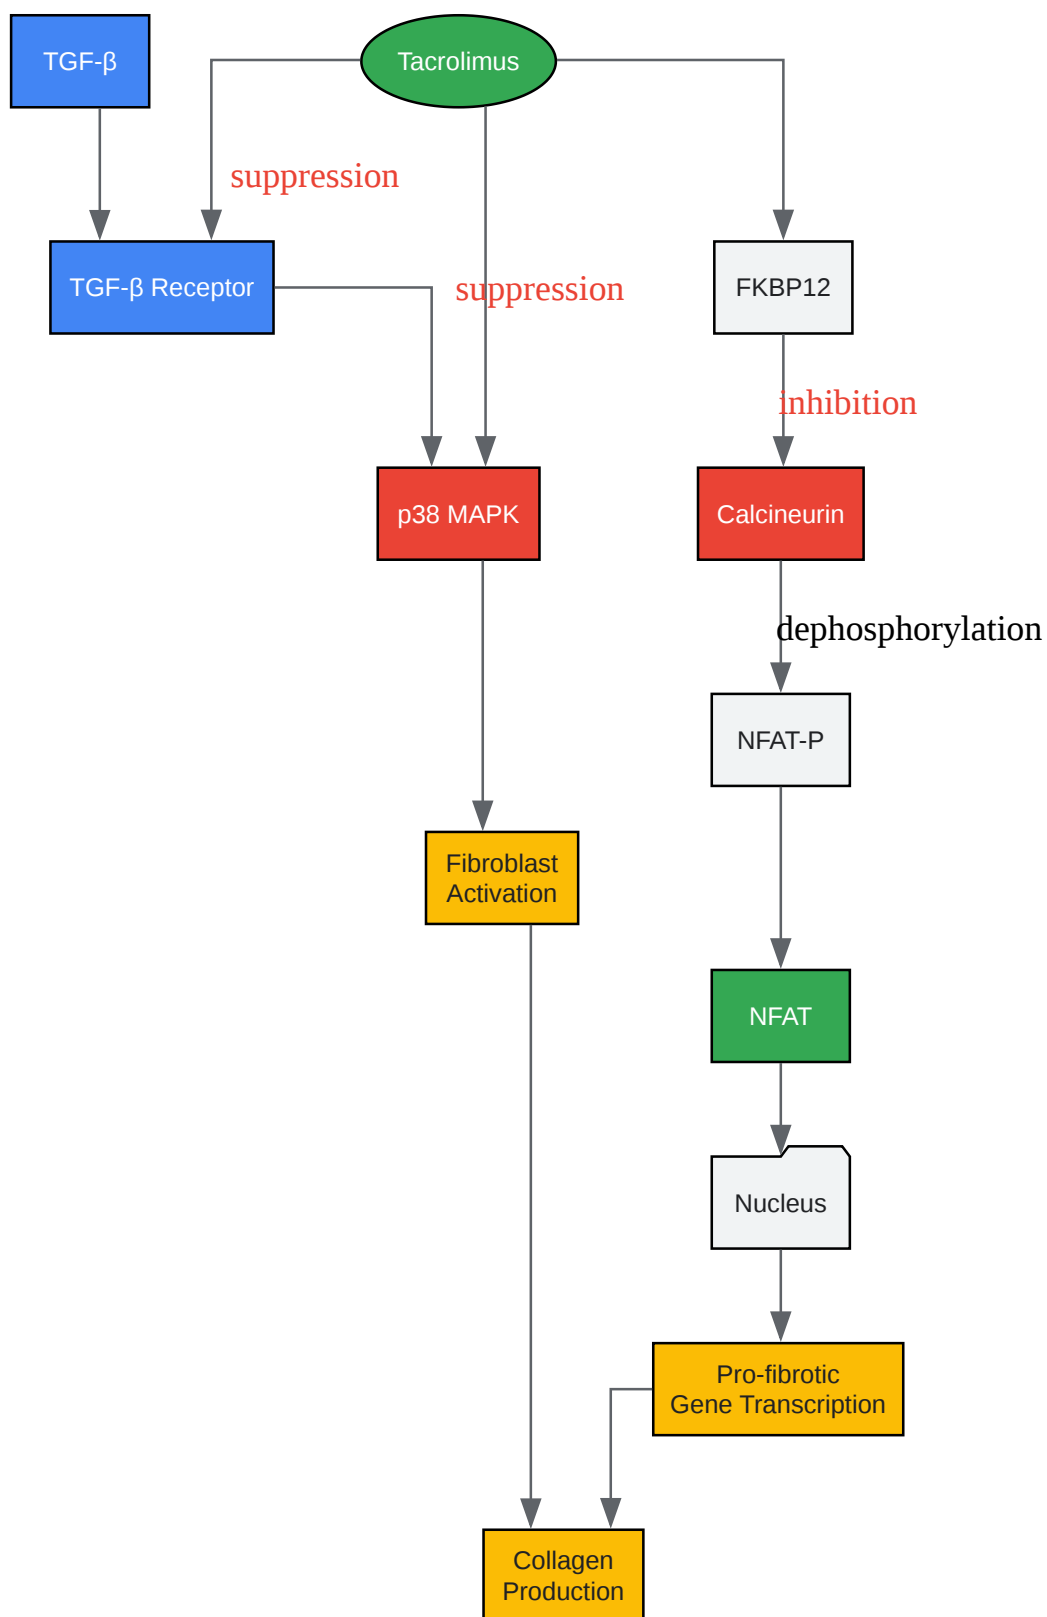 TGF-β
Tacrolimus
suppression
TGF-β Receptor
suppression
FKBP12
inhibition
p38 MAPK
Calcineurin
dephosphorylation
NFAT-P
Fibroblast
Activation
NFAT
Nucleus
Pro-fibrotic
Gene Transcription
Collagen
Production